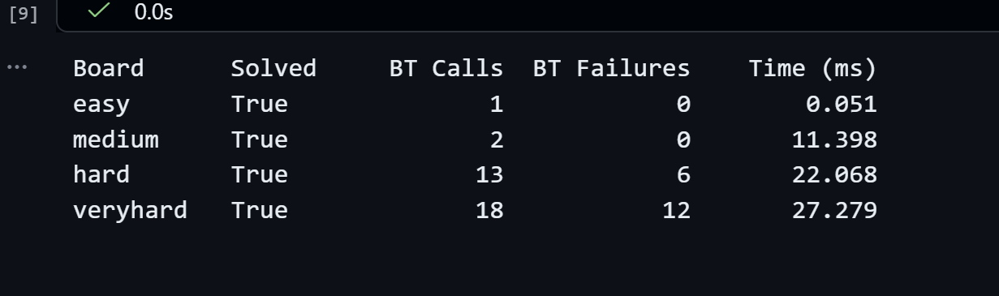 [9] 0.0s
... Board Solved BT Calls BT Failures Time (ms)
easy True 1 0 0.051
medium True 2 0 11.398
hard True 13 6 22.068
veryhard True 18 12 27.279